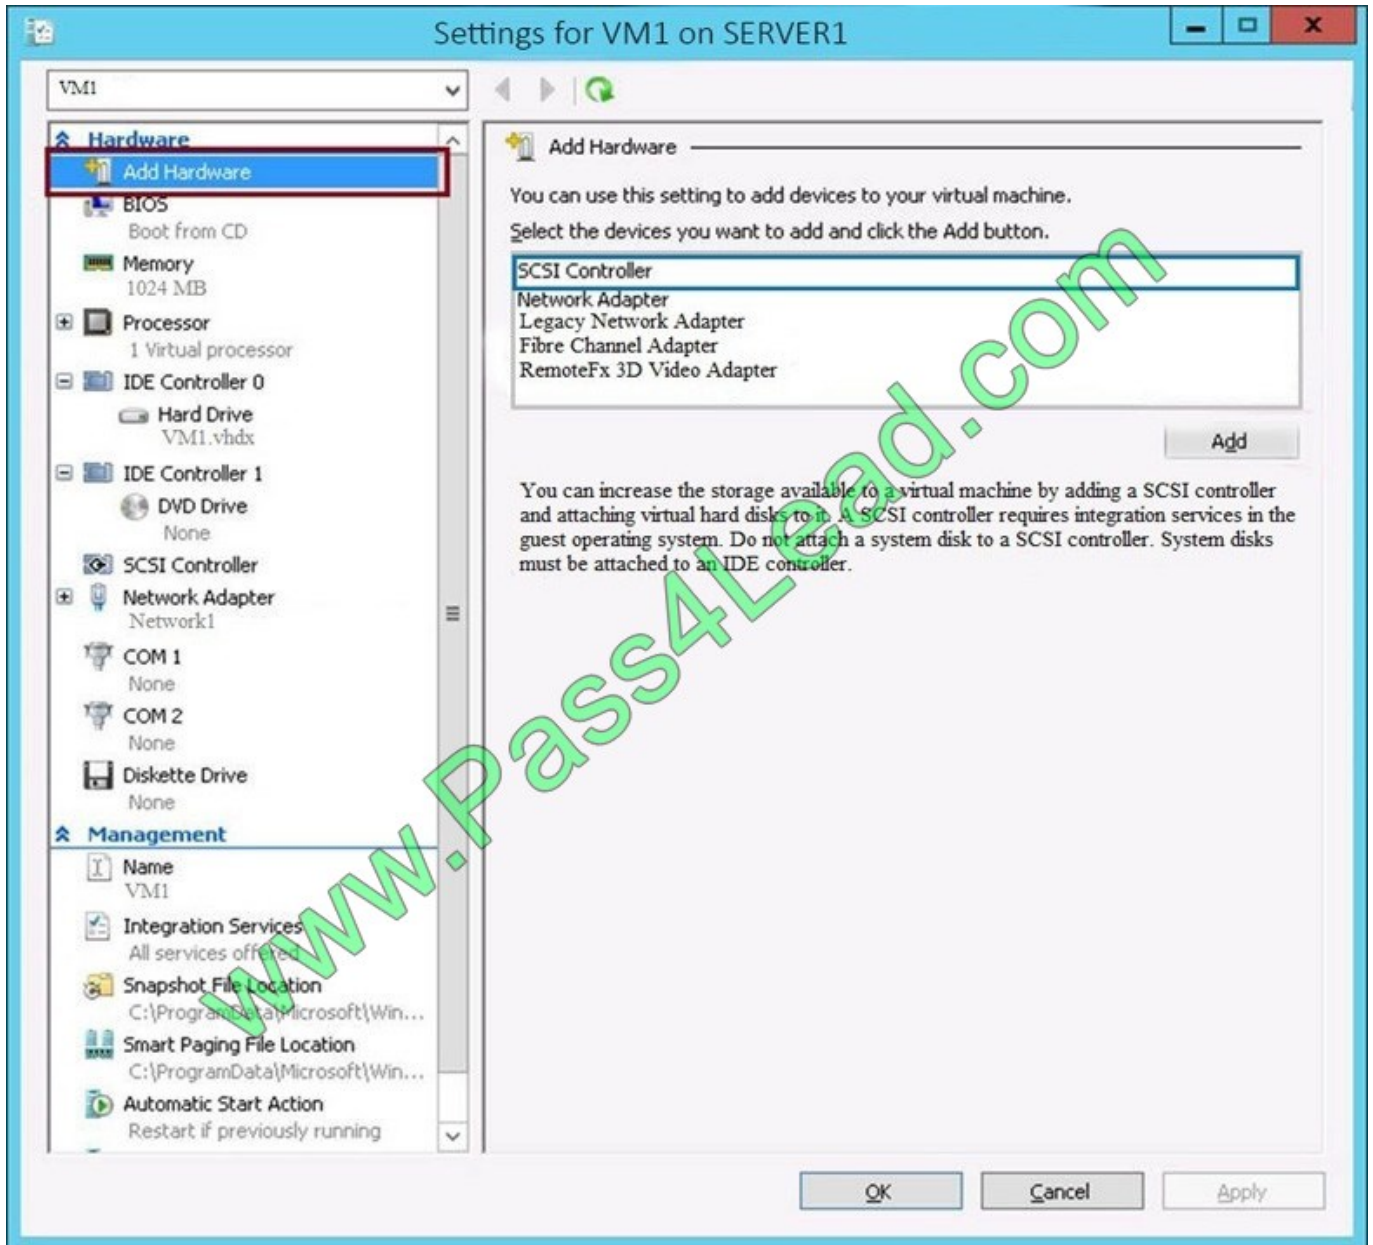 Settings for VM1 on SERVER1
VM1
Hardware
Add Hardware
BIOS
Boot from CD
Memory
1024 MB
Processor
1 Virtual processor
IDE Controller 0
Hard Drive
VM1.vhdx
IDE Controller 1
DVD Drive
None
SCSI Controller
Network Adapter
Network1
COM 1
None
COM 2
None
Diskette Drive
None
Management
Name
VM1
Integration Services
All services offered
Snapshot File Location
C:\ProgramData\Microsoft\Win...
Smart Paging File Location
C:\ProgramData\Microsoft\Win...
Automatic Start Action
Restart if previously running
Add Hardware
You can use this setting to add devices to your virtual machine.
Select the devices you want to add and click the Add button.
SCSI Controller
Network Adapter
Legacy Network Adapter
Fibre Channel Adapter
RemoteFx 3D Video Adapter
Add
You can increase the storage available to a virtual machine by adding a SCSI controller
and attaching virtual hard disks to it. A SCSI controller requires integration services in the
guest operating system. Do not attach a system disk to a SCSI controller. System disks
must be attached to an IDE controller.
OK
Cancel
Apply
www.Pass4Lead.com